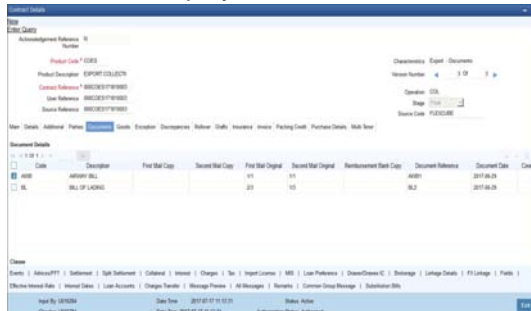 Contract Details
New
Enter Query
Acknowledgement Reference Number
Product Code * COES
Product Description EXPORT COLLECTN
Contract Reference *
User Reference
Source Reference
Characteristics Export - Documents
Version Number 3 Of 3
Operation COL
Stage Final
Source Code FLEXCUBE
Main Details Additional Parties Documents Goods Exception Discrepancies Rollover Drafts Insurance Invoice Packing Credit Purchase Details Multi Tenor
Document Details
1 Of 1
Code Description First Mail Copy Second Mail Copy First Mail Original Second Mail Original Reimbursement Bank Copy Document Reference Document Date
AIRWAY BILL 1/1 1/1 2017-06-29
BL BILL OF LADING 2/3 1/3 BL2 2017-06-29
Clause
Events | Advices/FFT | Settlement | Split Settlement | Collateral | Interest | Charges | Tax | Import License | MIS | Loan Preference | Drawer/Drawee IC | Brokerage | Linkage Details | FX Linkage | Fields |
Effective Interest Rate | Interest Dates | Loan Accounts | Charges Transfer | Message Preview | All Messages | Remarks | Common Group Message | Substitution Bills
Input By Date Time Status Active
Exit